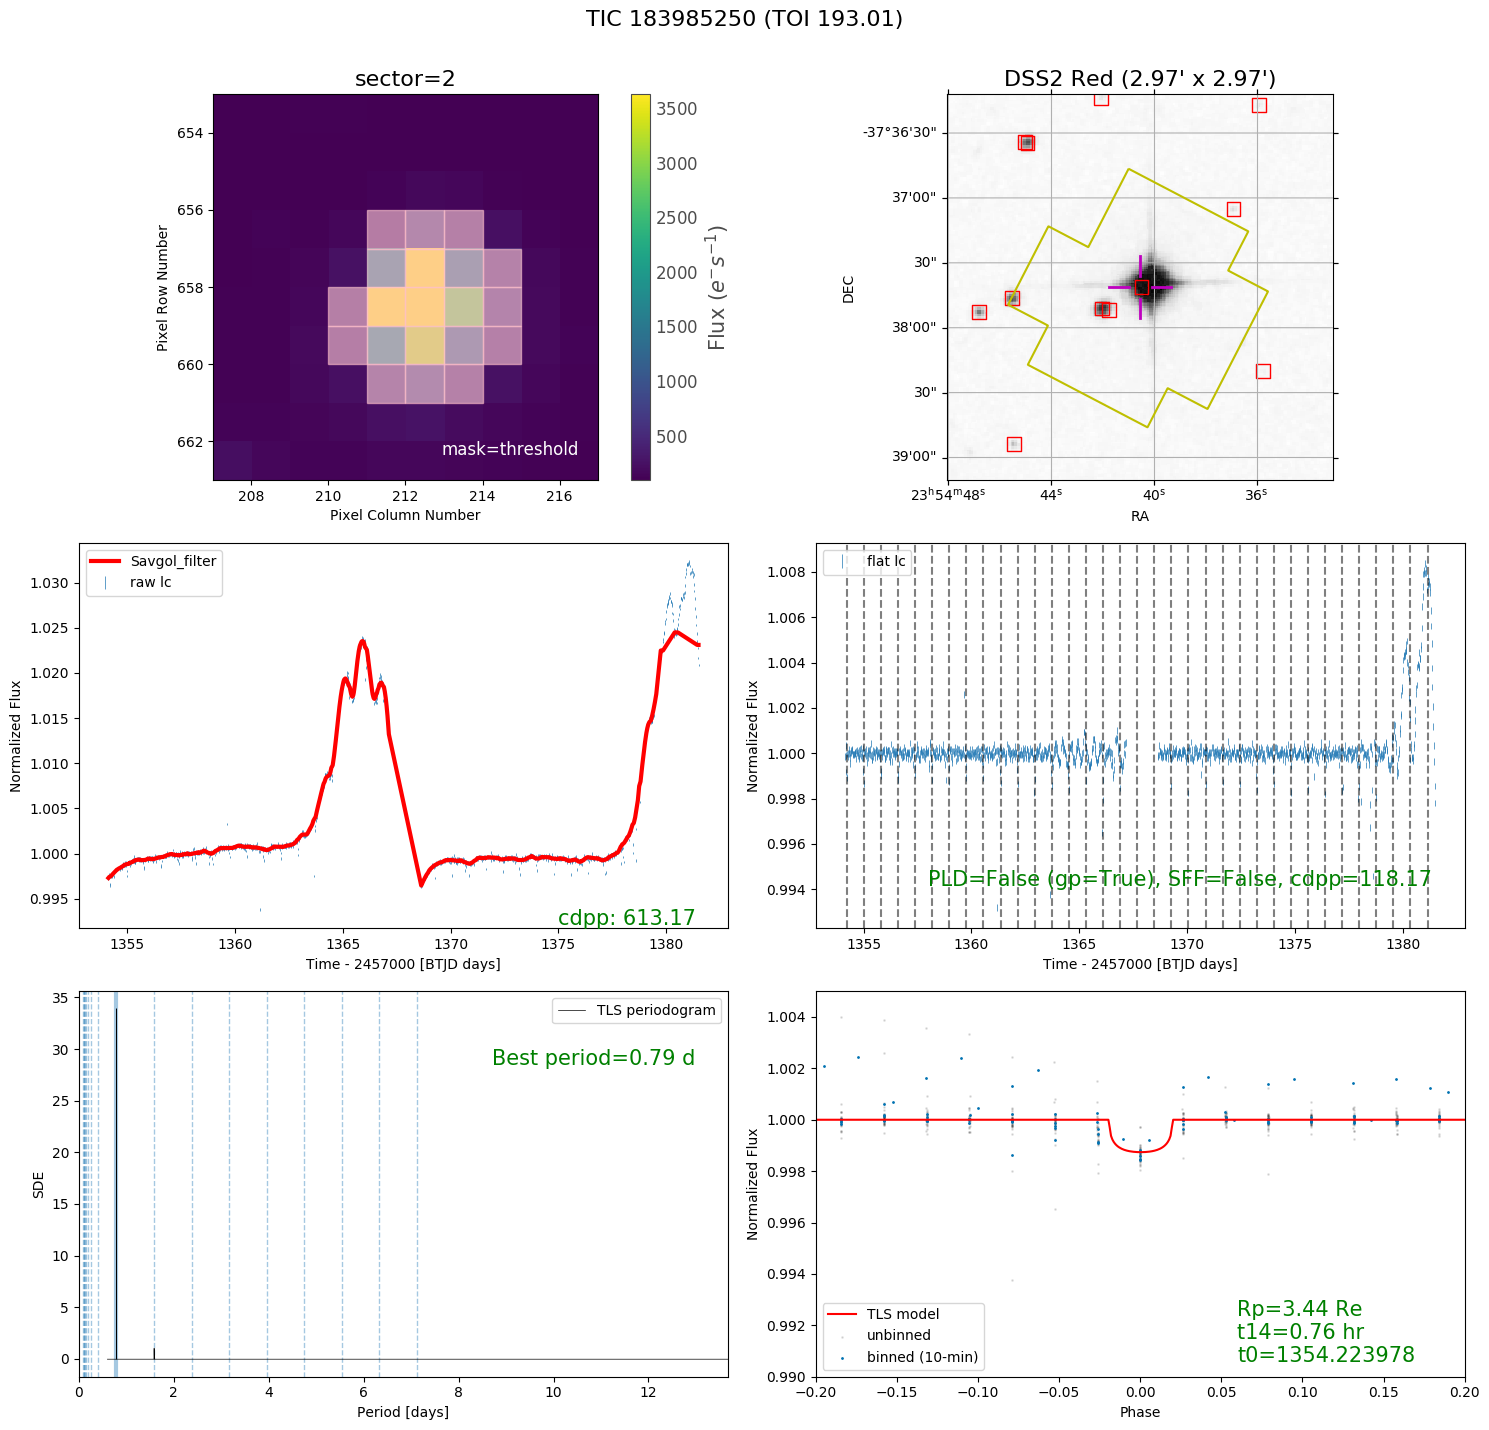 TIC 183985250 (TOI 193.01)
sector=2
654
656
658
660
662
Pixel Row Number
208
210
212
214
216
Pixel Column Number
mask=threshold
3500
3000
2500
2000
1500
1000
500
Flux (e⁻s⁻¹)
DSS2 Red (2.97' x 2.97')
-37°36'30"
37'00"
30"
38'00"
30"
39'00"
DEC
23ʰ54ᵐ48ˢ
44ˢ
40ˢ
36ˢ
RA
Savgol_filter
raw lc
1.030
1.025
1.020
1.015
1.010
1.005
1.000
0.995
Normalized Flux
cdpp: 613.17
1355
1360
1365
1370
1375
1380
Time - 2457000 [BTJD days]
flat lc
1.008
1.006
1.004
1.002
1.000
0.998
0.996
0.994
Normalized Flux
PLD=False (gp=True), SFF=False, cdpp=118.17
1355
1360
1365
1370
1375
1380
Time - 2457000 [BTJD days]
TLS periodogram
Best period=0.79 d
35
30
25
20
15
10
5
0
SDE
0
2
4
6
8
10
12
Period [days]
1.004
1.002
1.000
0.998
0.996
0.994
0.992
0.990
Normalized Flux
TLS model
unbinned
binned (10-min)
Rp=3.44 Re
t14=0.76 hr
t0=1354.223978
−0.20
−0.15
−0.10
−0.05
0.00
0.05
0.10
0.15
0.20
Phase